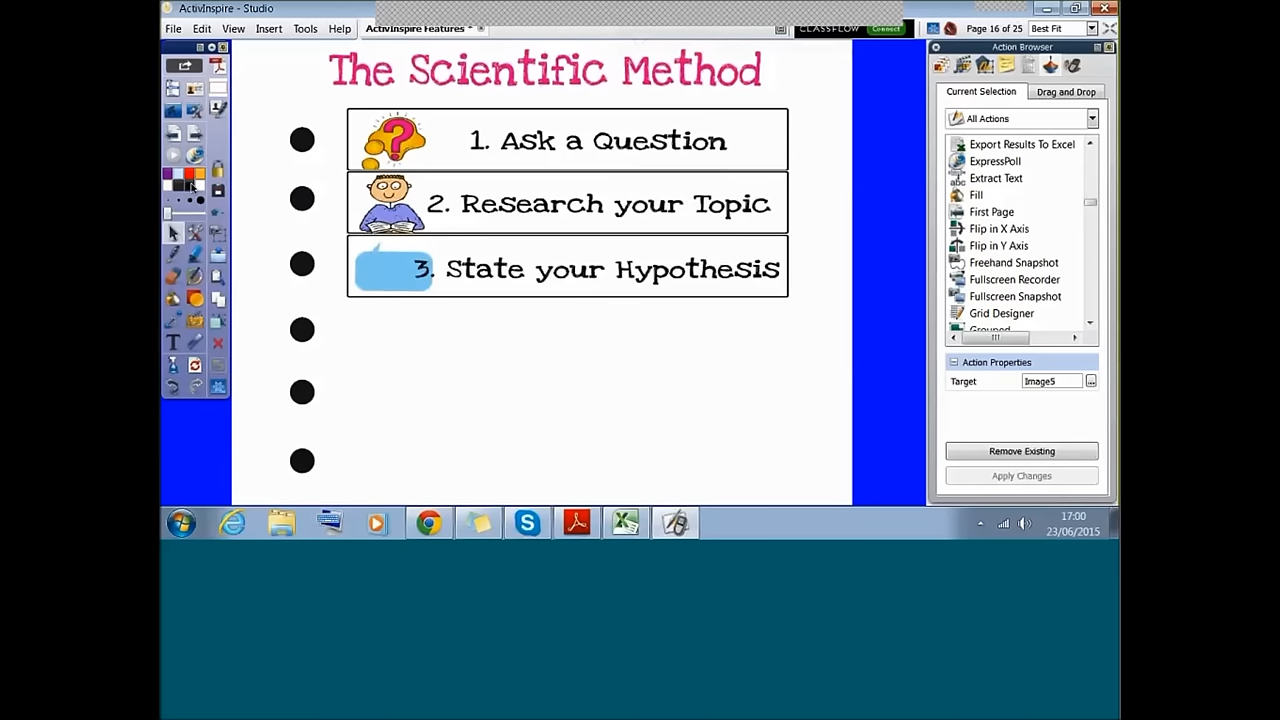 ActivInspire - Studio
File Edit View Insert Tools Help ActivInspire Features * CLASSFLOW Connect Page 16 of 25 Best Fit
The Scientific Method
?
1. Ask a Question
2. Research your Topic
3. State your Hypothesis
Action Browser
Current Selection Drag and Drop
All Actions
Export Results To Excel
ExpressPoll
abc Extract Text
Fill
First Page
Flip in X Axis
Flip in Y Axis
Freehand Snapshot
Fullscreen Recorder
Fullscreen Snapshot
Grid Designer
Grouped
Action Properties
Target Image5 ...
Remove Existing
Apply Changes
17:00
23/06/2015